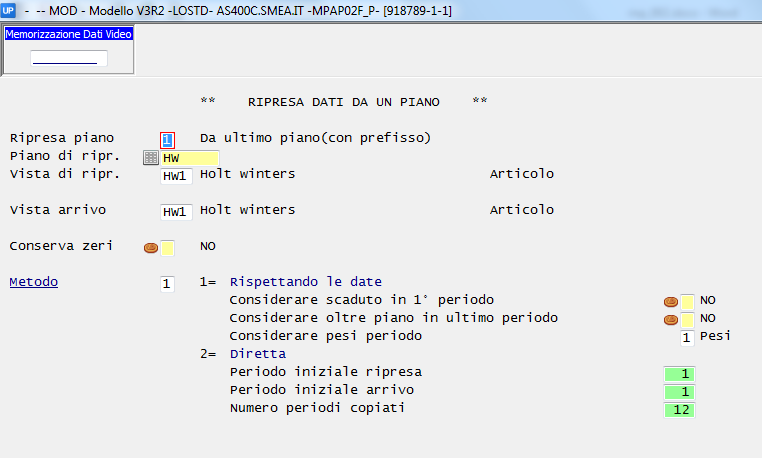 UP - -- MOD - Modello V3R2 -LOSTD- AS400C.SMEA.IT -MPAP02F_P- [918789-1-1]
Memorizzazione Dati Video
** RIPRESA DATI DA UN PIANO **
Ripresa piano 1 Da ultimo piano(con prefisso)
Piano di ripr. HW
Vista di ripr. HW1 Holt winters Articolo
Vista arrivo HW1 Holt winters Articolo
Conserva zeri NO
Metodo 1 1= Rispettando le date
Considerare scaduto in 1° periodo NO
Considerare oltre piano in ultimo periodo NO
Considerare pesi periodo 1 Pesi
2= Diretta
Periodo iniziale ripresa 1
Periodo iniziale arrivo 1
Numero periodi copiati 12